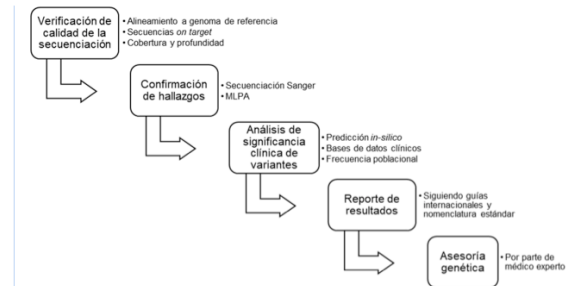 Verificación de
calidad de la
secuenciación
• Alineamiento a genoma de referencia
• Secuencias on target
• Cobertura y profundidad
Confirmación
de hallazgos
• Secuenciación Sanger
• MLPA
Análisis de
significancia
clínica de
variantes
• Predicción in-silico
• Bases de datos clínicos
• Frecuencia poblacional
Reporte de
resultados
• Siguiendo guías
internacionales y
nomenclatura estándar
Asesoría
genética
• Por parte de
médico experto